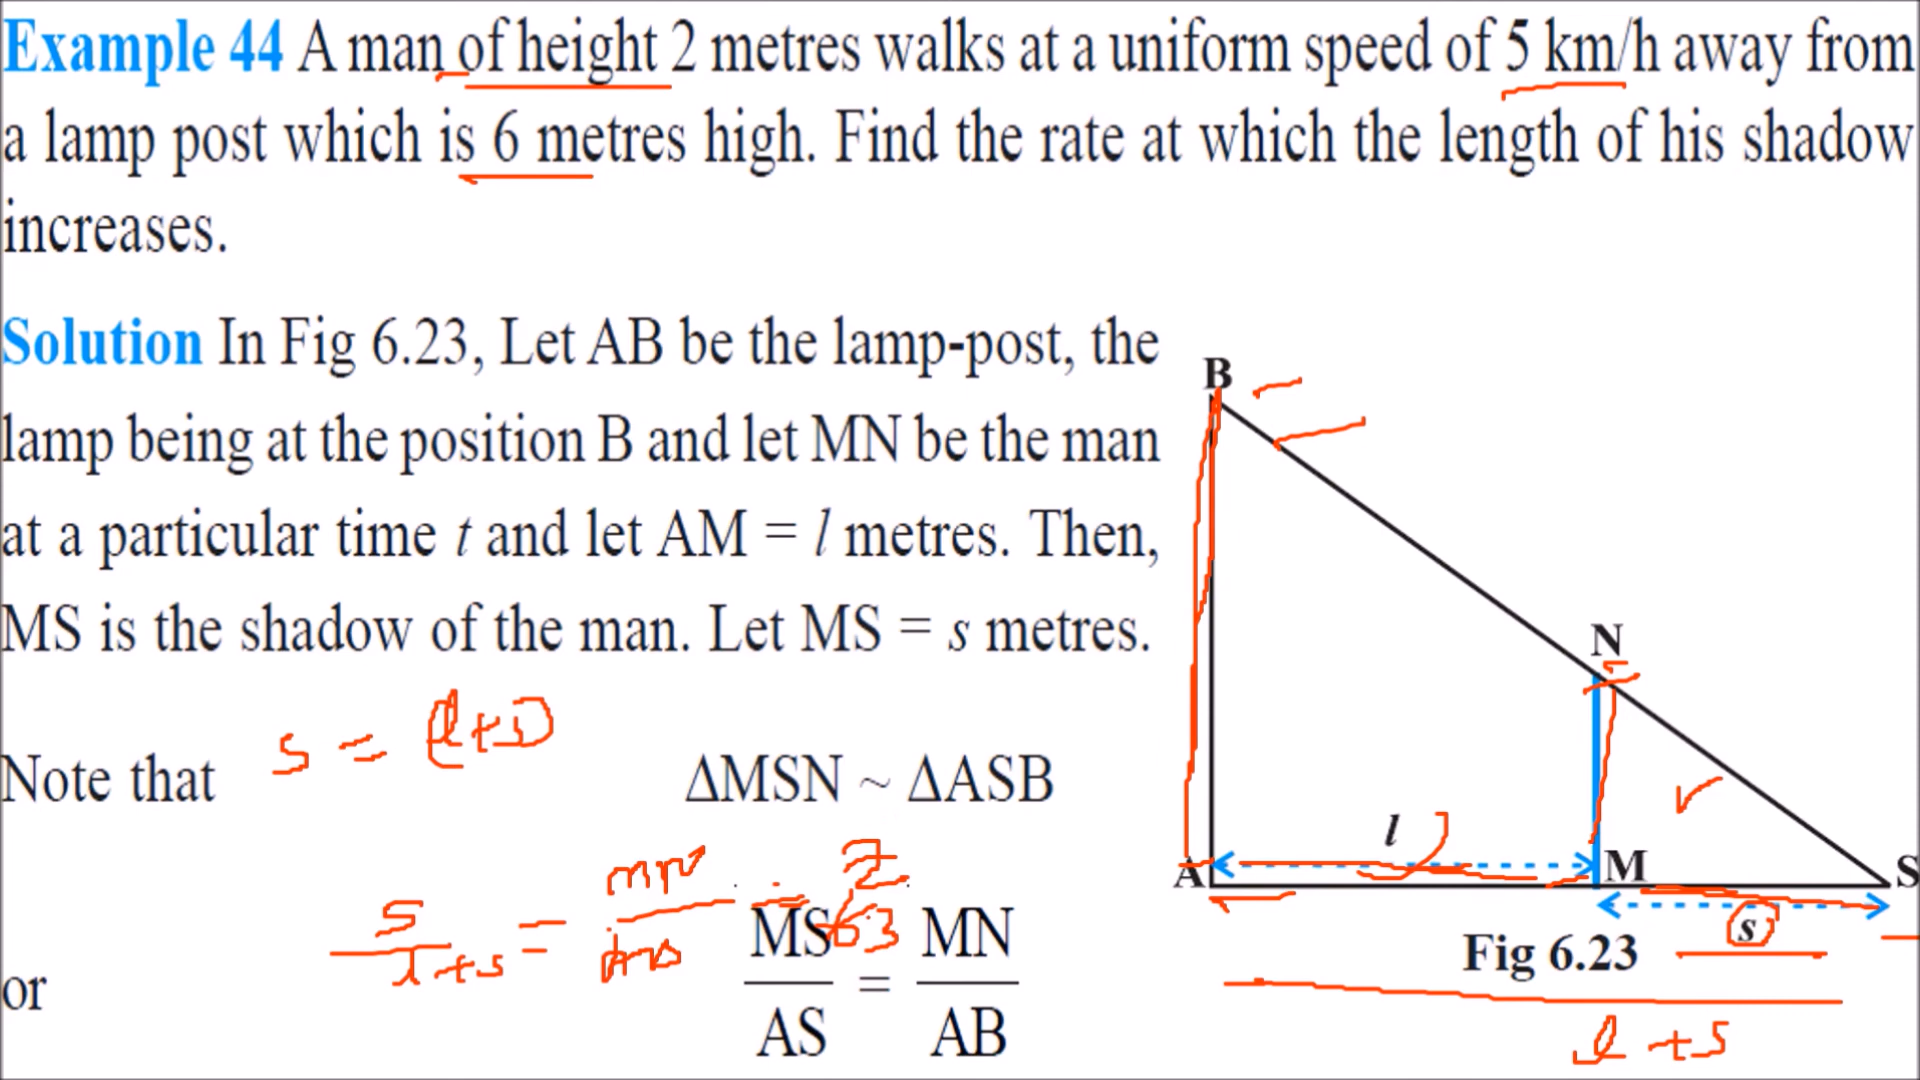 Example 44 A man of height 2 metres walks at a uniform speed of 5 km/h away from
a lamp post which is 6 metres high. Find the rate at which the length of his shadow
increases.
Solution In Fig 6.23, Let AB be the lamp-post, the
lamp being at the position B and let MN be the man
at a particular time t and let AM = l metres. Then,
MS is the shadow of the man. Let MS = s metres.
s = (l+s)
Note that ΔMSN ~ ΔASB
s/l+s =
or MS/AS = MN/AB
B
N
l
A
M
S
s
Fig 6.23
l + s